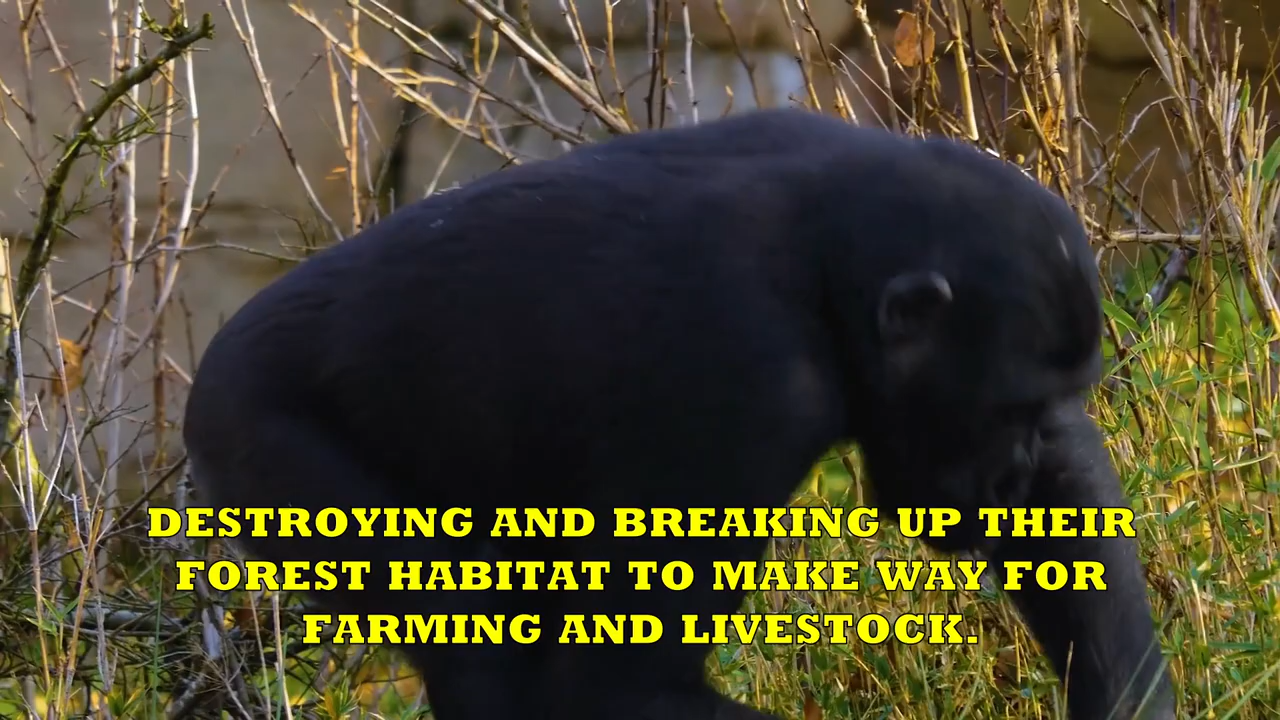 DESTROYING AND BREAKING UP THEIR
FOREST HABITAT TO MAKE WAY FOR
FARMING AND LIVESTOCK.